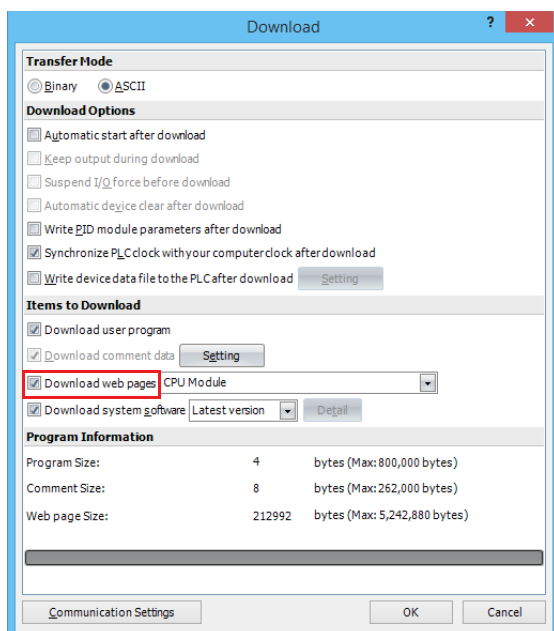 Download ? ×
Transfer Mode
Binary ASCII
Download Options
Automatic start after download
Keep output during download
Suspend I/O force before download
Automatic device clear after download
Write PID module parameters after download
Synchronize PLC clock with your computer clock after download
Write device data file to the PLC after download Setting
Items to Download
Download user program
Download comment data Setting
Download web pages CPU Module
Download system software Latest version Detail
Program Information
Program Size: 4 bytes (Max: 800,000 bytes)
Comment Size: 8 bytes (Max: 262,000 bytes)
Web page Size: 212992 bytes (Max: 5,242,880 bytes)
Communication Settings OK Cancel